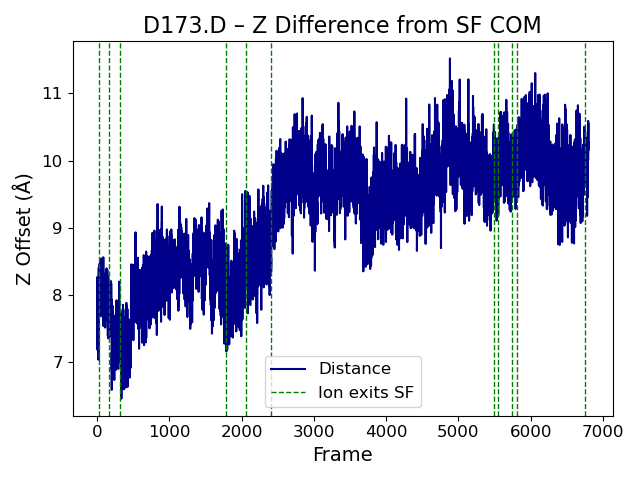 D173.D – Z Difference from SF COM
Z Offset (Å)
11
10
9
8
7
Distance
Ion exits SF
0 1000 2000 3000 4000 5000 6000 7000
Frame